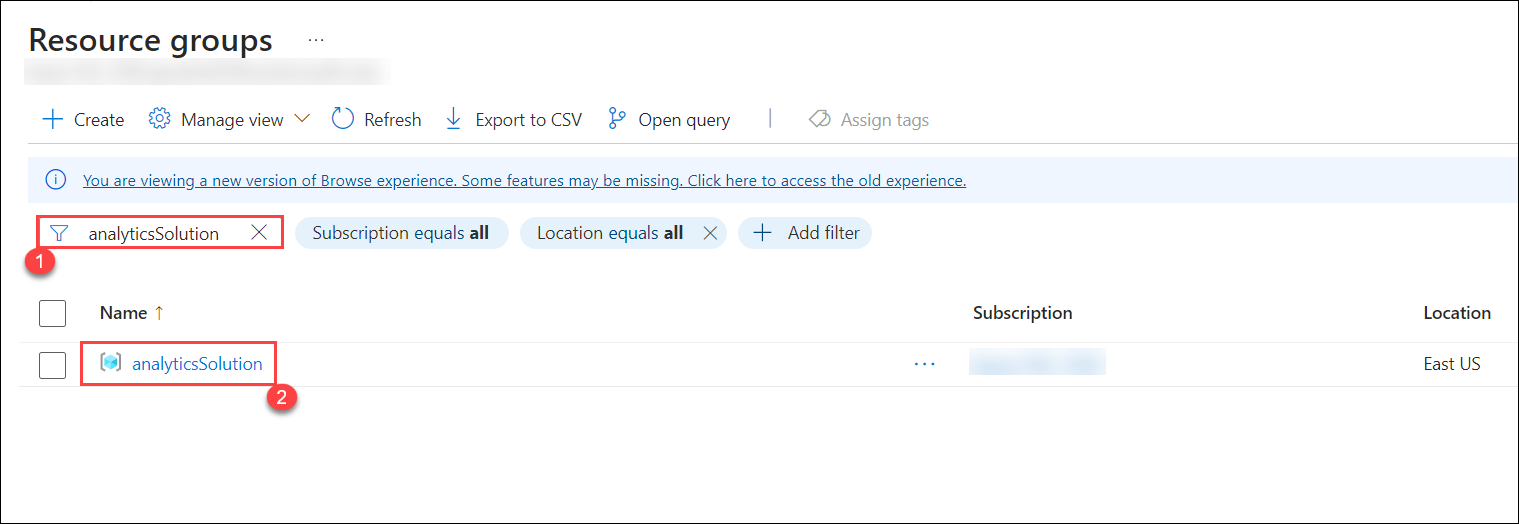 Resource groups ...
Create Manage view Refresh Export to CSV Open query Assign tags
You are viewing a new version of Browse experience. Some features may be missing. Click here to access the old experience.
analyticsSolution Subscription equals all Location equals all Add filter
1
Name ↑ Subscription Location
analyticsSolution ... East US
2